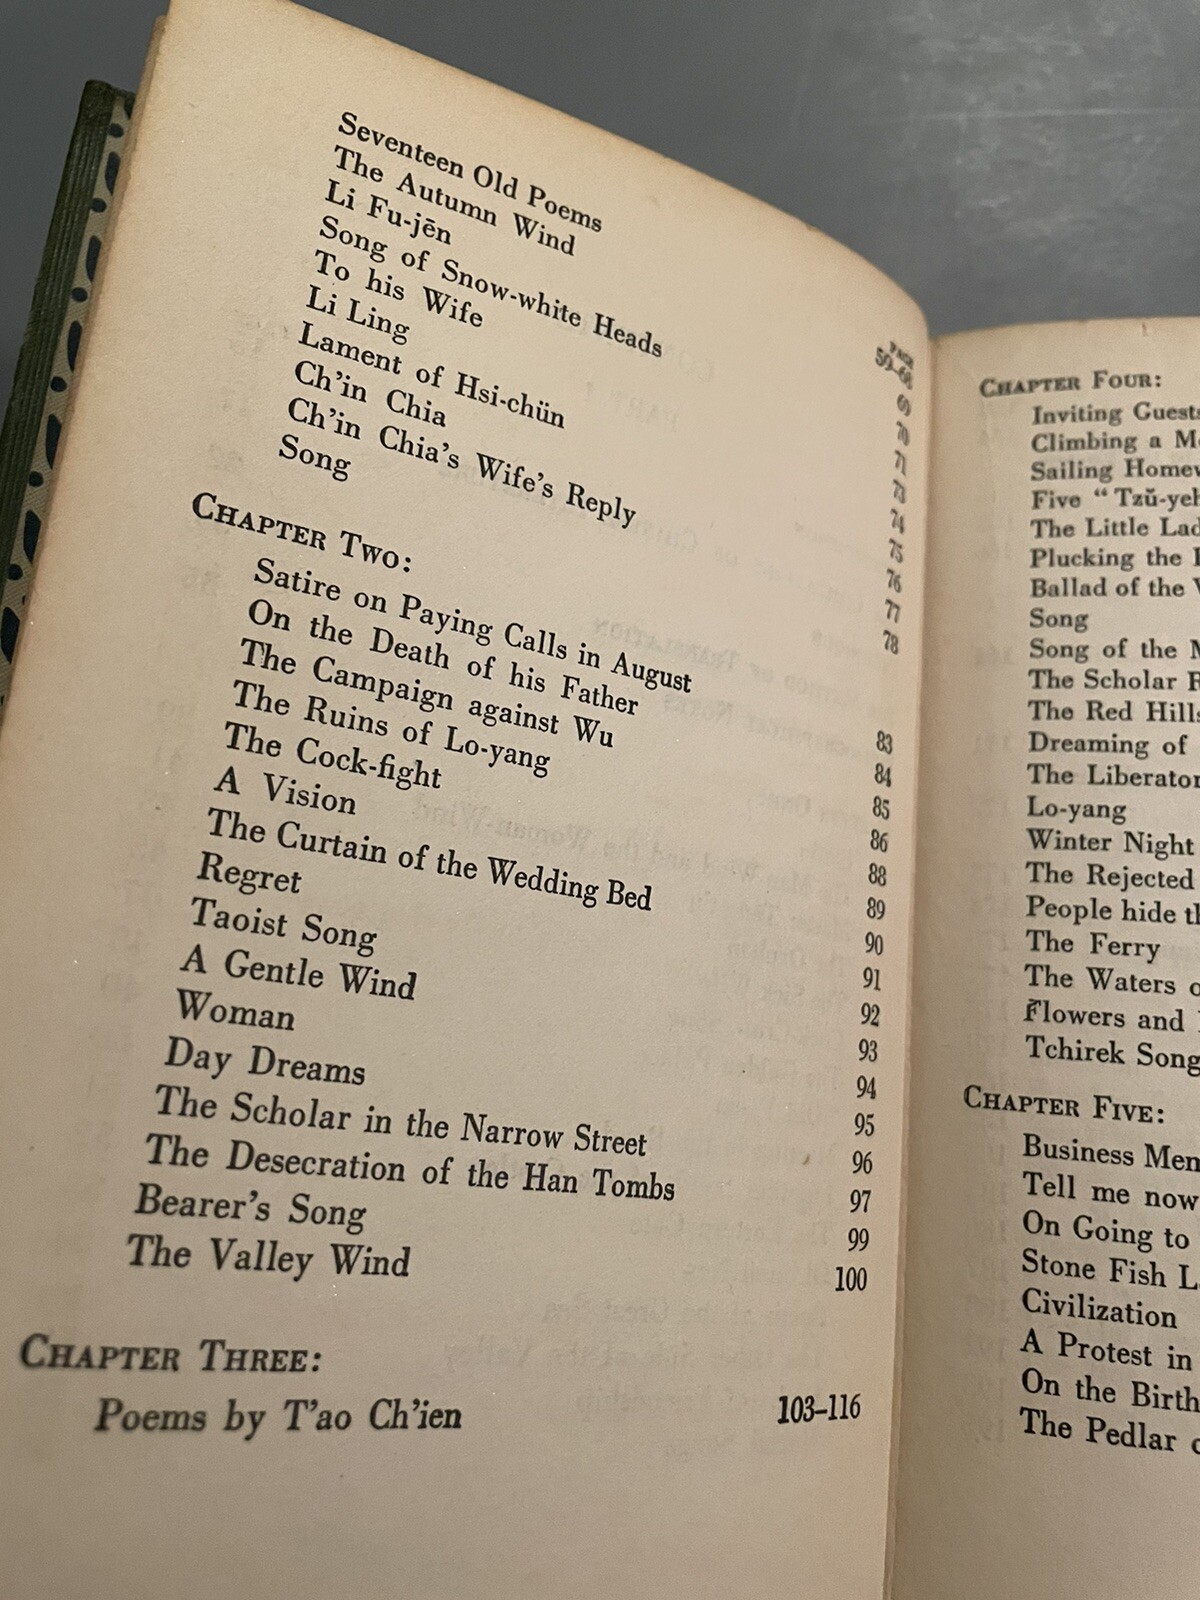 PAGE
Seventeen Old Poems 59–68
The Autumn Wind 69
Li Fu-jēn 70
Song of Snow-white Heads 71
To his Wife 73
Li Ling 74
Lament of Hsi-chün 75
Ch'in Chia 76
Ch'in Chia's Wife's Reply 77
Song 78
Chapter Two:
Satire on Paying Calls in August 83
On the Death of his Father 84
The Campaign against Wu 85
The Ruins of Lo-yang 86
The Cock-fight 88
A Vision 89
The Curtain of the Wedding Bed 90
Regret 91
Taoist Song 92
A Gentle Wind 93
Woman 94
Day Dreams 95
The Scholar in the Narrow Street 96
The Desecration of the Han Tombs 97
Bearer's Song 99
The Valley Wind 100
Chapter Three:
Poems by T'ao Ch'ien 103–116
Chapter Four:
Inviting Guests
Climbing a
Sailing
Five "Tzŭ-yeh
The Little
Plucking the
Ballad of the
Song
Song of the
The Scholar
The Red Hills
Dreaming of
The Liberator
Lo-yang
Winter Night
The Rejected
People hide
The Ferry
The Waters
Flowers and
Tchirek Song
Chapter Five:
Business
Tell me now
On Going to
Stone Fish
Civilization
A Protest in
On the Birth
The Pedlar